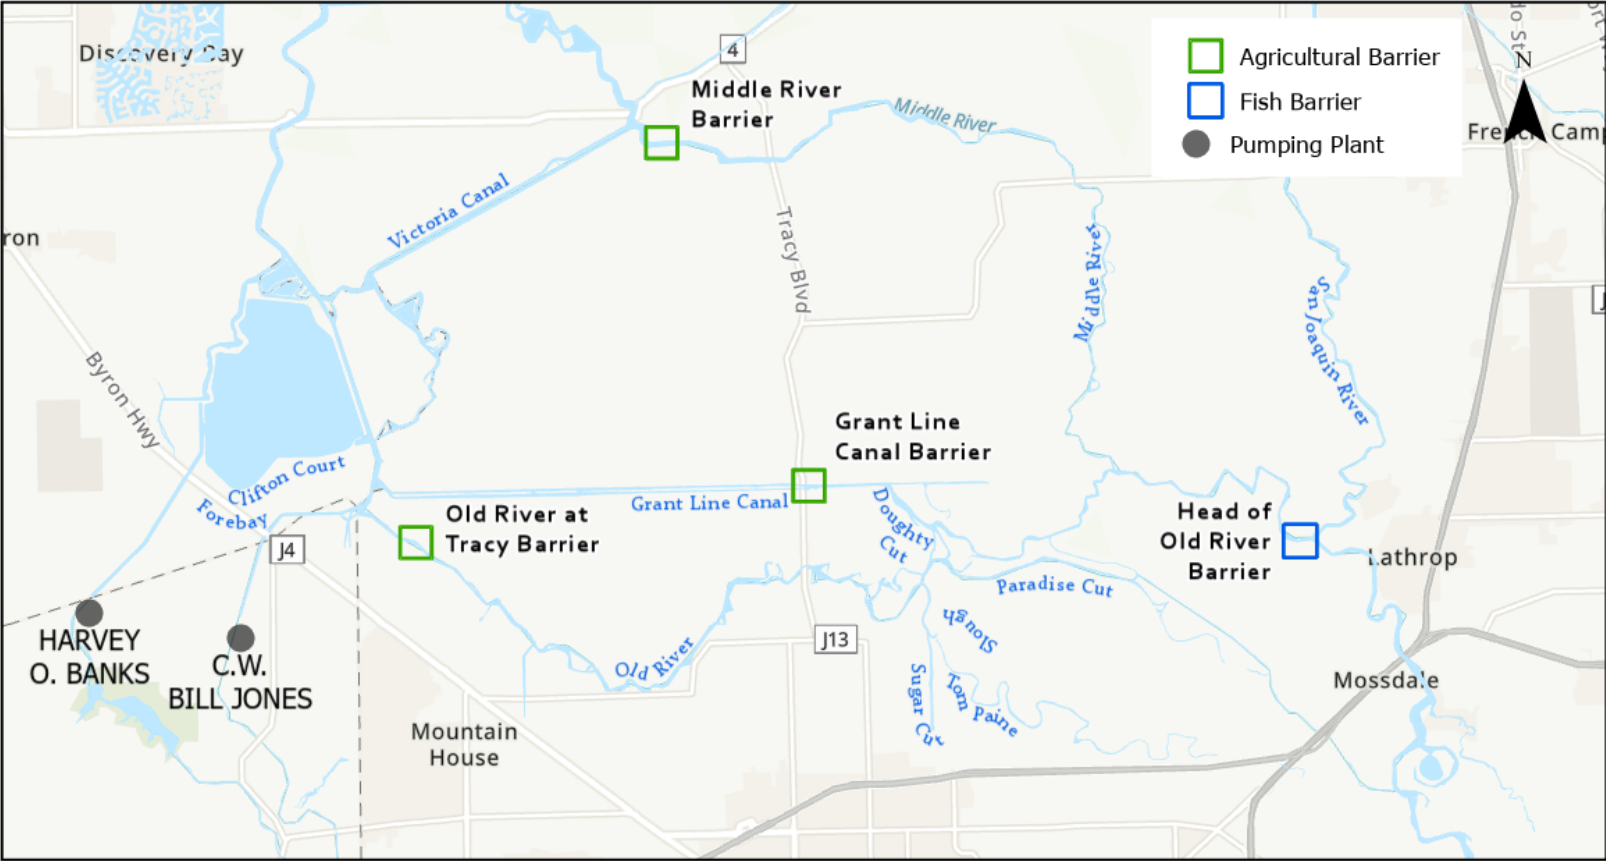 Discovery Bay
4
Middle River
Barrier
Middle River
Agricultural Barrier
Fish Barrier
Pumping Plant
N
Victoria Canal
Tracy Blvd
Middle River
San Joaquin River
Byron Hwy
Clifton Court
Forebay
Grant Line
Canal Barrier
Grant Line Canal
Doughty
Cut
Old River at
Tracy Barrier
Head of
Old River
Barrier
Lathrop
J4
Paradise Cut
HARVEY
O. BANKS
C.W.
BILL JONES
Old River
J13
Slough
Tom Paine
Sugar Cut
Mossdale
Mountain
House